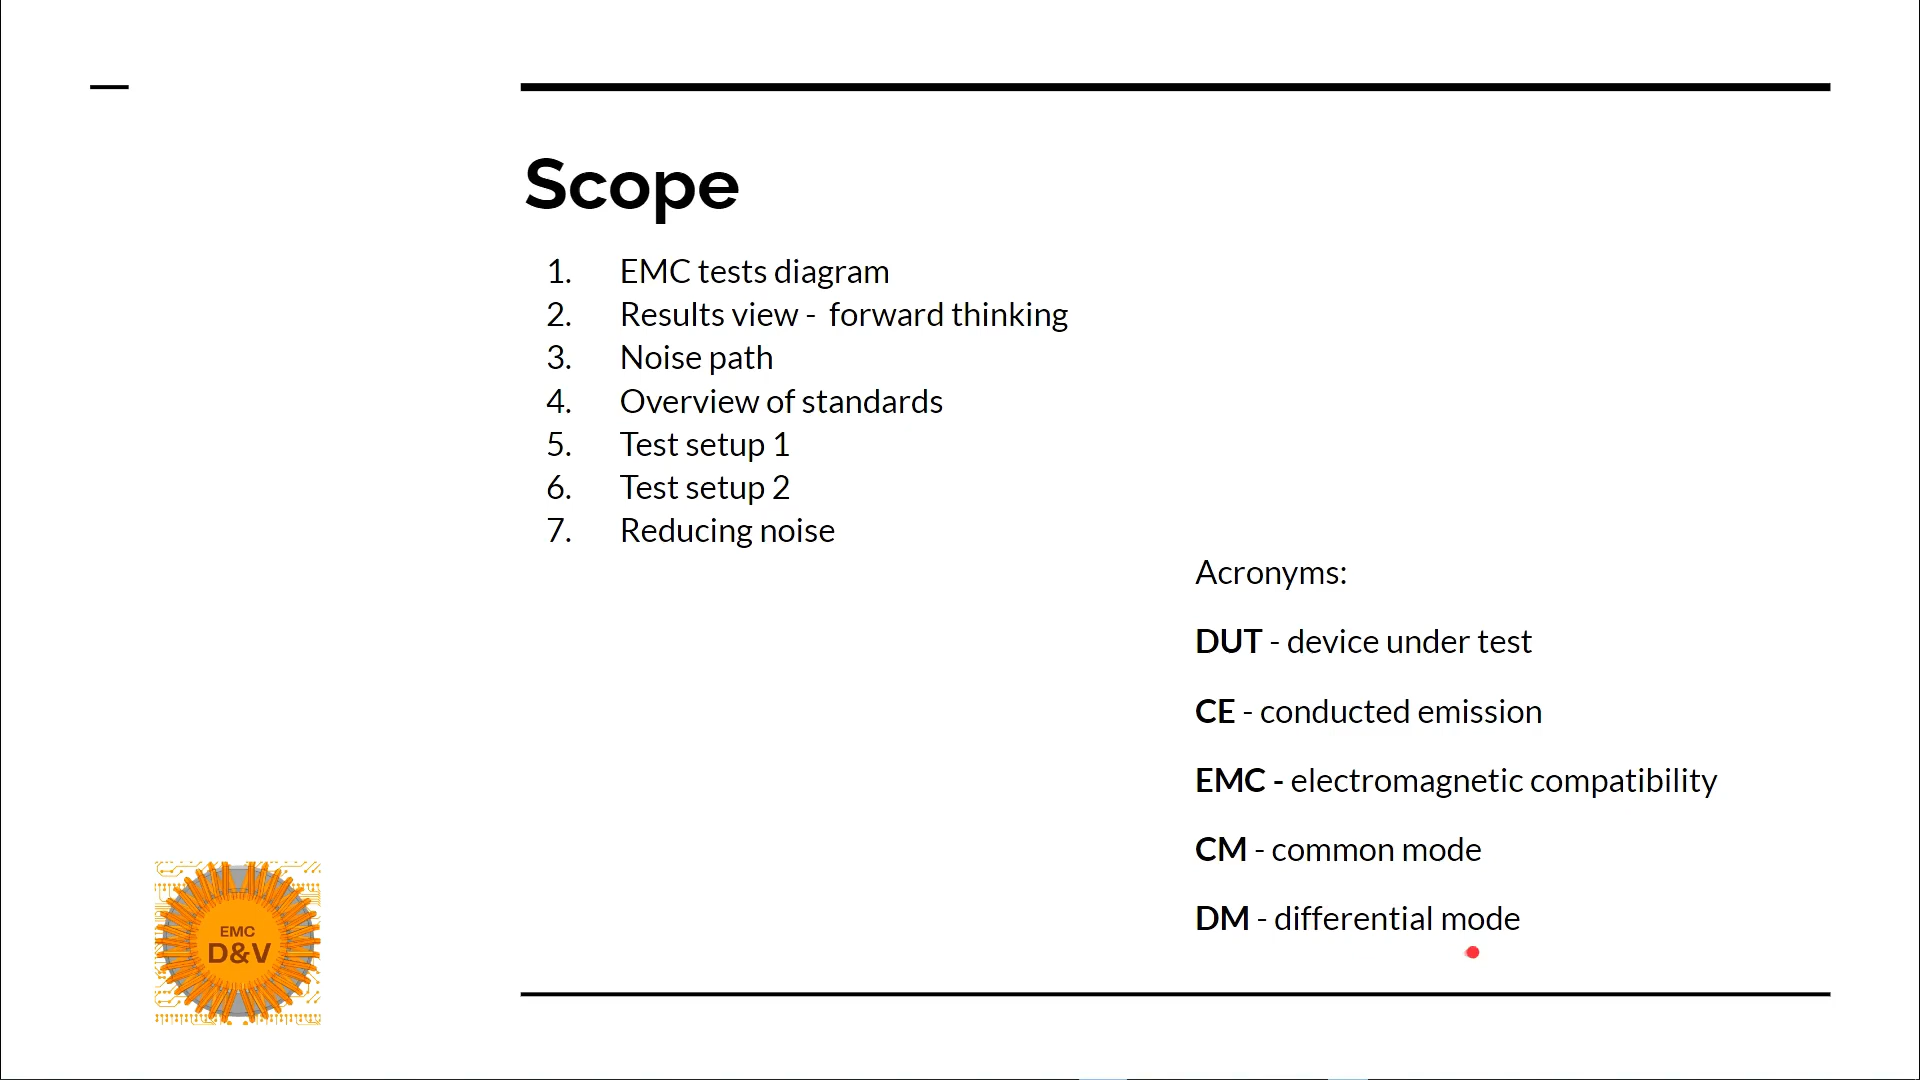 Scope
1. EMC tests diagram
2. Results view - forward thinking
3. Noise path
4. Overview of standards
5. Test setup 1
6. Test setup 2
7. Reducing noise
Acronyms:
DUT - device under test
CE - conducted emission
EMC - electromagnetic compatibility
CM - common mode
DM - differential mode
EMC
D&V